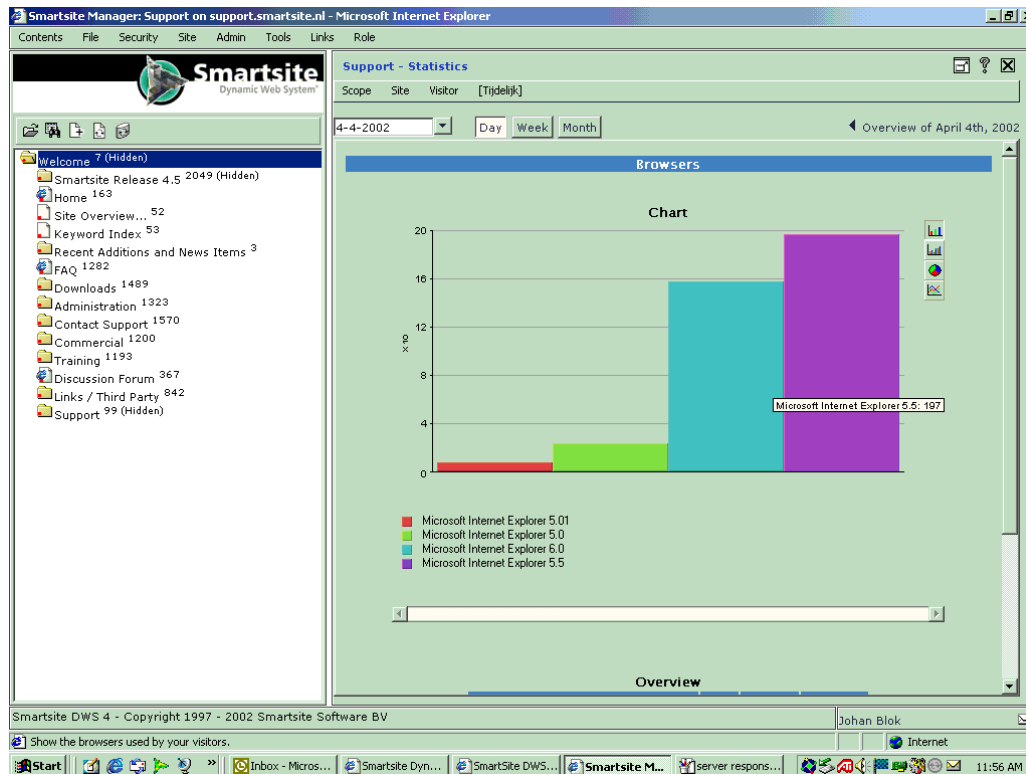 Smartsite Manager: Support on support.smartsite.nl - Microsoft Internet Explorer
Contents File Security Site Admin Tools Links Role
Smartsite
Dynamic Web System
Support - Statistics
Scope Site Visitor [Tijdelijk]
4-4-2002 Day Week Month Overview of April 4th, 2002
Welcome 7 (Hidden)
Smartsite Release 4.5 2049 (Hidden)
Home 163
Site Overview... 52
Keyword Index 53
Recent Additions and News Items 3
FAQ 1282
Downloads 1489
Administration 1323
Contact Support 1570
Commercial 1200
Training 1193
Discussion Forum 367
Links / Third Party 842
Support 99 (Hidden)
Browsers
Chart
20
16
12
8
4
0
x10
Microsoft Internet Explorer 5.5: 197
Microsoft Internet Explorer 5.01
Microsoft Internet Explorer 5.0
Microsoft Internet Explorer 6.0
Microsoft Internet Explorer 5.5
Overview
Smartsite DWS 4 - Copyright 1997 - 2002 Smartsite Software BV
Johan Blok
Show the browsers used by your visitors.
Internet
Start » Inbox - Micros... Smartsite Dyn... SmartSite DWS... Smartsite M... server respons... 11:56 AM